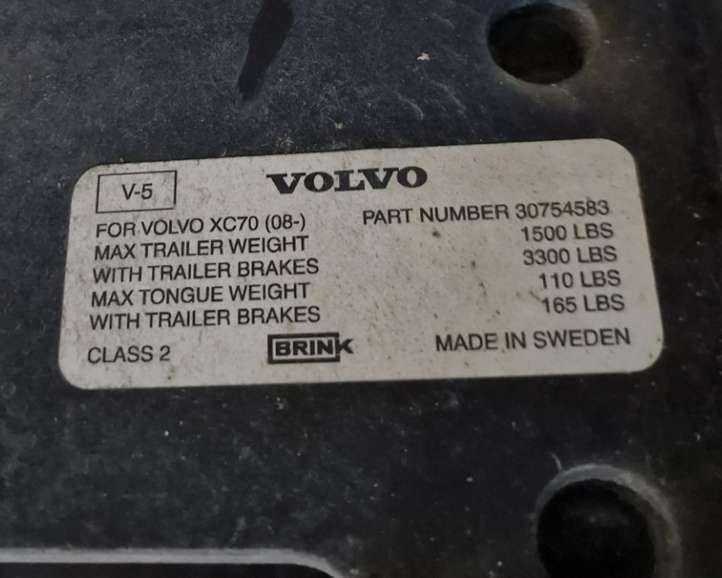 V-5 VOLVO
FOR VOLVO XC70 (08-) PART NUMBER 30754583
MAX TRAILER WEIGHT 1500 LBS
WITH TRAILER BRAKES 3300 LBS
MAX TONGUE WEIGHT 110 LBS
WITH TRAILER BRAKES 165 LBS
CLASS 2 BRINK MADE IN SWEDEN